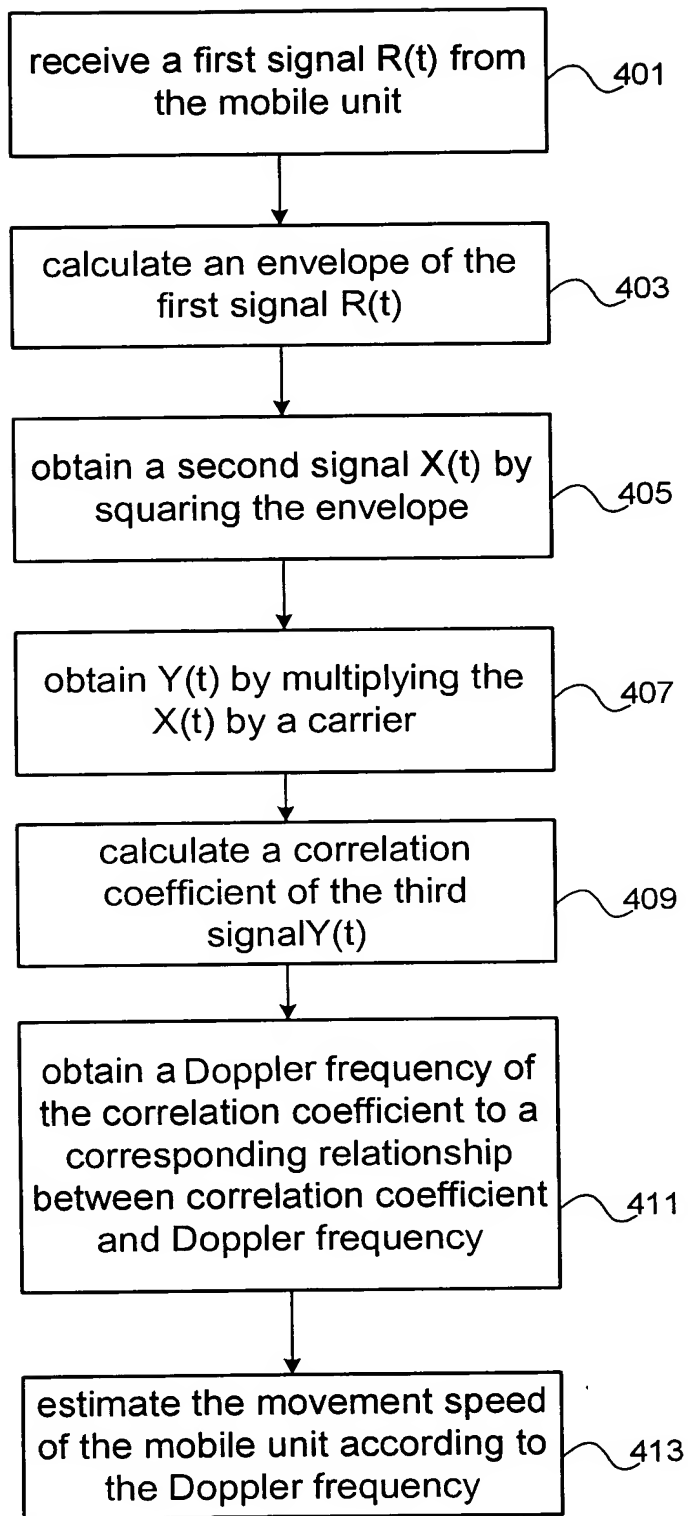 receive a first signal R(t) from
the mobile unit
401
calculate an envelope of the
first signal R(t)
403
obtain a second signal X(t) by
squaring the envelope
405
obtain Y(t) by multiplying the
X(t) by a carrier
407
calculate a correlation
coefficient of the third
signalY(t)
409
obtain a Doppler frequency of
the correlation coefficient to a
corresponding relationship
between correlation coefficient
and Doppler frequency
411
estimate the movement speed
of the mobile unit according to
the Doppler frequency
413